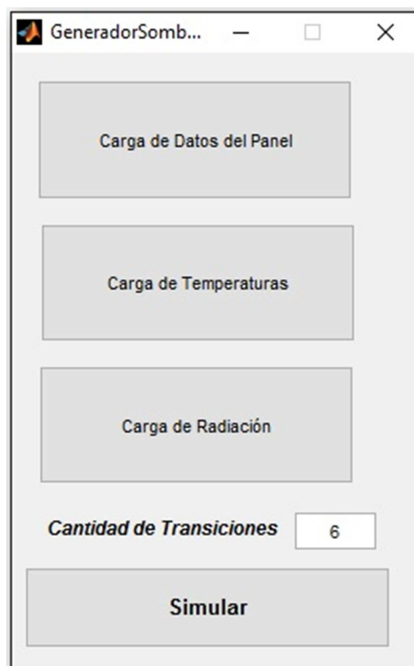 GeneradorSomb...
Carga de Datos del Panel
Carga de Temperaturas
Carga de Radiación
Cantidad de Transiciones 6
Simular